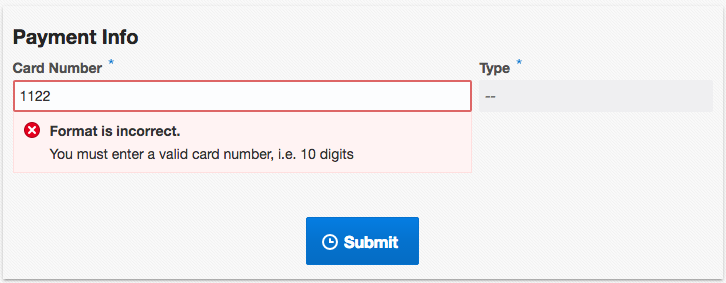 Payment Info
Card Number *
Type *
1122
--
Format is incorrect.
You must enter a valid card number, i.e. 10 digits
Submit